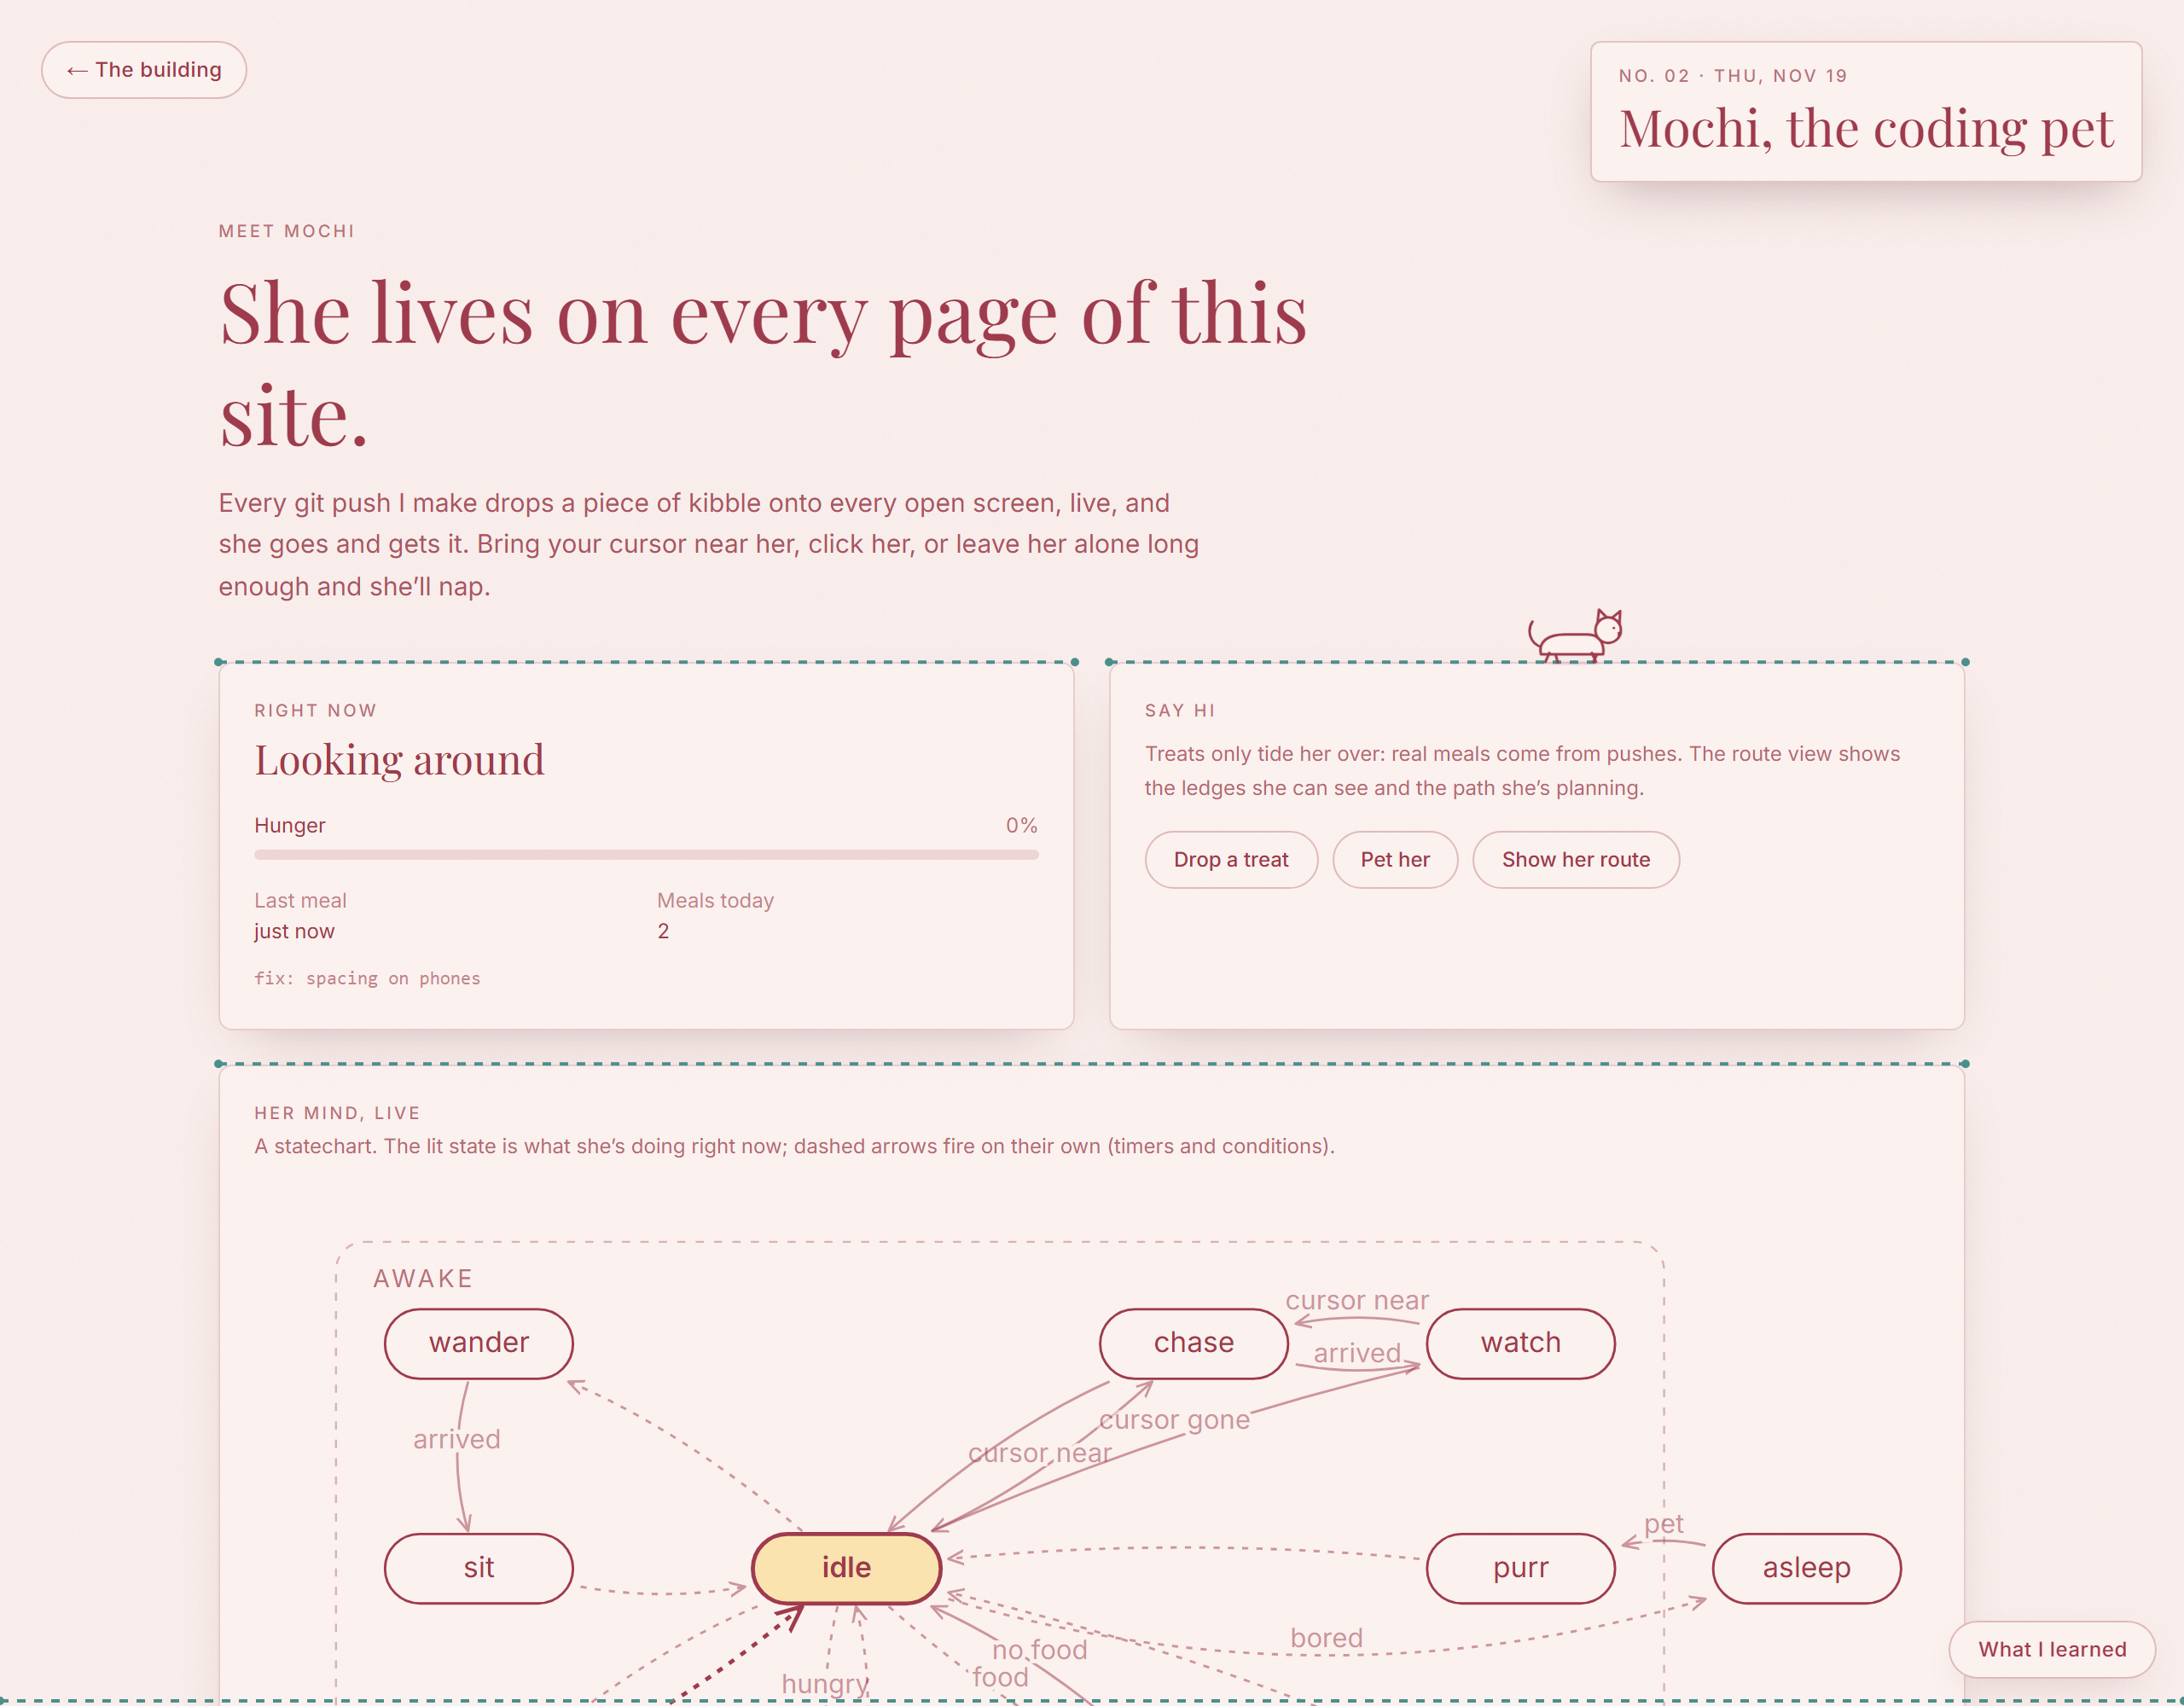 ← The building
NO. 02 · THU, NOV 19
Mochi, the coding pet
MEET MOCHI
She lives on every page of this
site.
Every git push I make drops a piece of kibble onto every open screen, live, and
she goes and gets it. Bring your cursor near her, click her, or leave her alone long
enough and she’ll nap.
RIGHT NOW
Looking around
Hunger 0%
Last meal Meals today
just now 2
fix: spacing on phones
SAY HI
Treats only tide her over: real meals come from pushes. The route view shows
the ledges she can see and the path she’s planning.
Drop a treat Pet her Show her route
HER MIND, LIVE
A statechart. The lit state is what she’s doing right now; dashed arrows fire on their own (timers and conditions).
AWAKE
cursor near
wander chase watch
arrived
cursor gone
arrived
cursor near
pet
sit idle purr asleep
bored
no food
food
hungry
What I learned